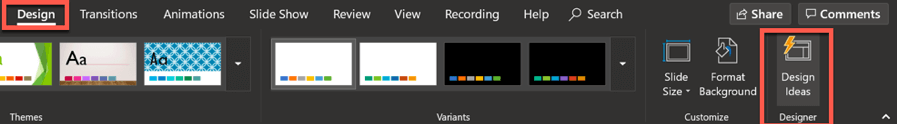 Design Transitions Animations Slide Show Review View Recording Help Search Share Comments
Aa Aa
Slide Size
Format Background
Design Ideas
Themes Variants Customize Designer